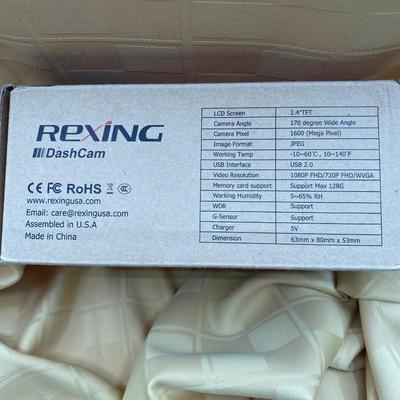 REXING
DashCam
CE FC RoHS CCC
www.rexingusa.com
Email: care@rexingusa.com
Assembled in U.S.A
Made in China
LCD Screen 2.4"TFT
Camera Angle 170 degree Wide Angle
Camera Pixel 1600 (Mega Pixel)
Image Format JPEG
Working Temp -10~60℃, 10~140℉
USB Interface USB 2.0
Video Resolution 1080P FHD/720P FHD/WVGA
Memory card support Support Max 128G
Working Humidity 5~65% RH
WDR Support
G-Sensor Support
Charger 5V
Dimension 63mm x 80mm x 53mm